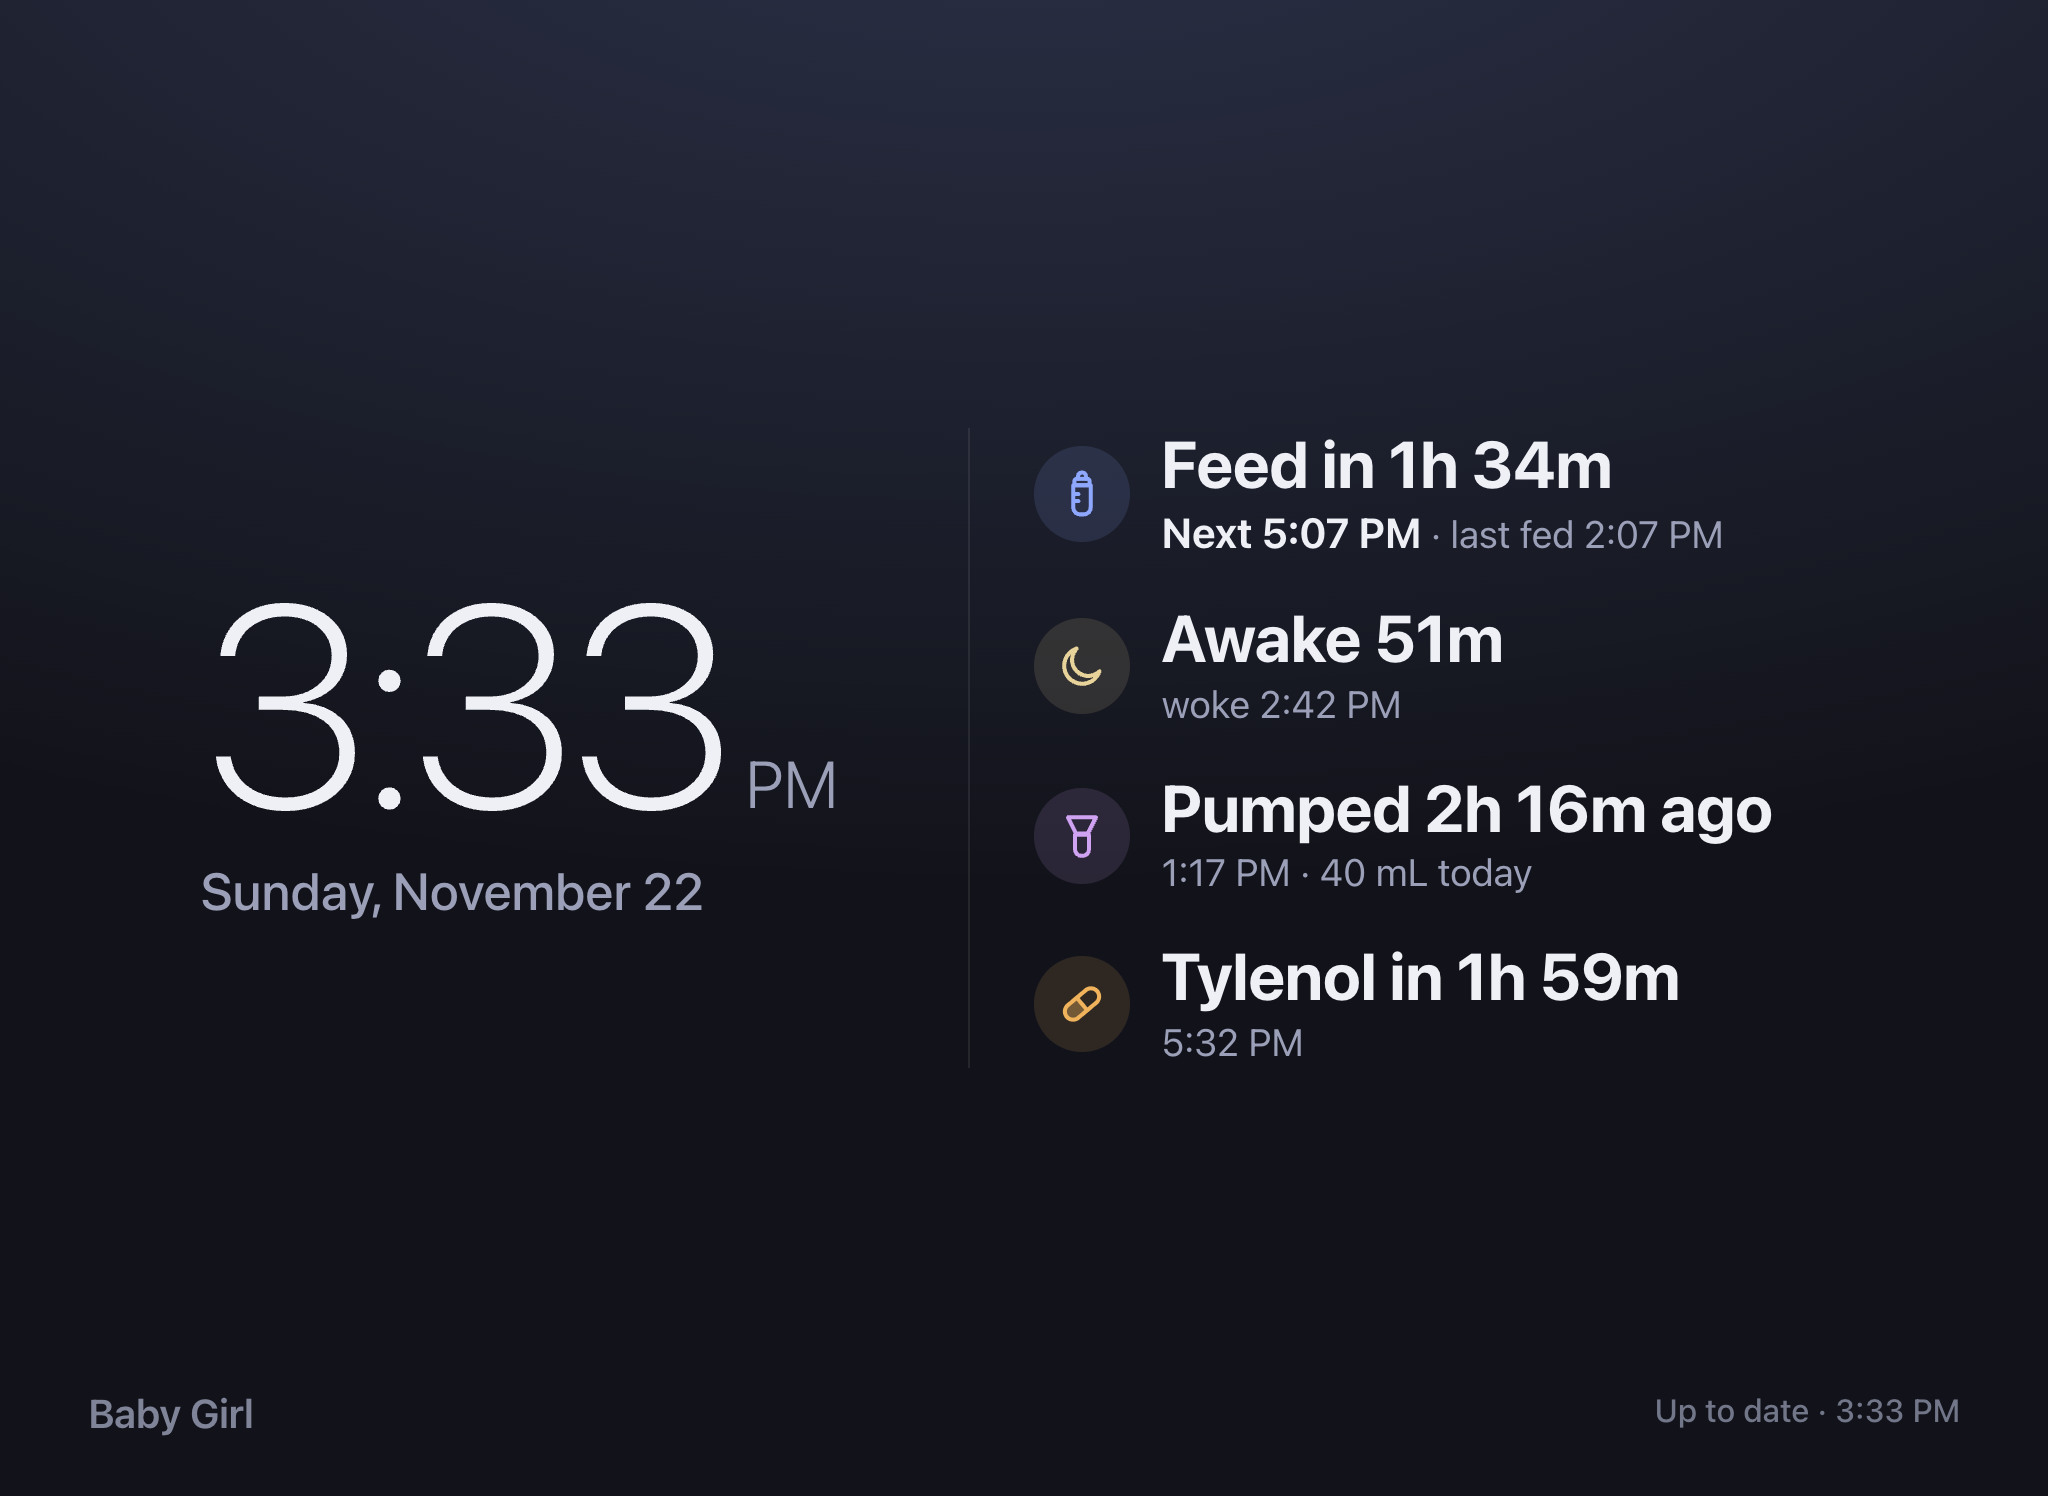 3:33 PM
Sunday, November 22
Feed in 1h 34m
Next 5:07 PM · last fed 2:07 PM
Awake 51m
woke 2:42 PM
Pumped 2h 16m ago
1:17 PM · 40 mL today
Tylenol in 1h 59m
5:32 PM
Baby Girl
Up to date · 3:33 PM